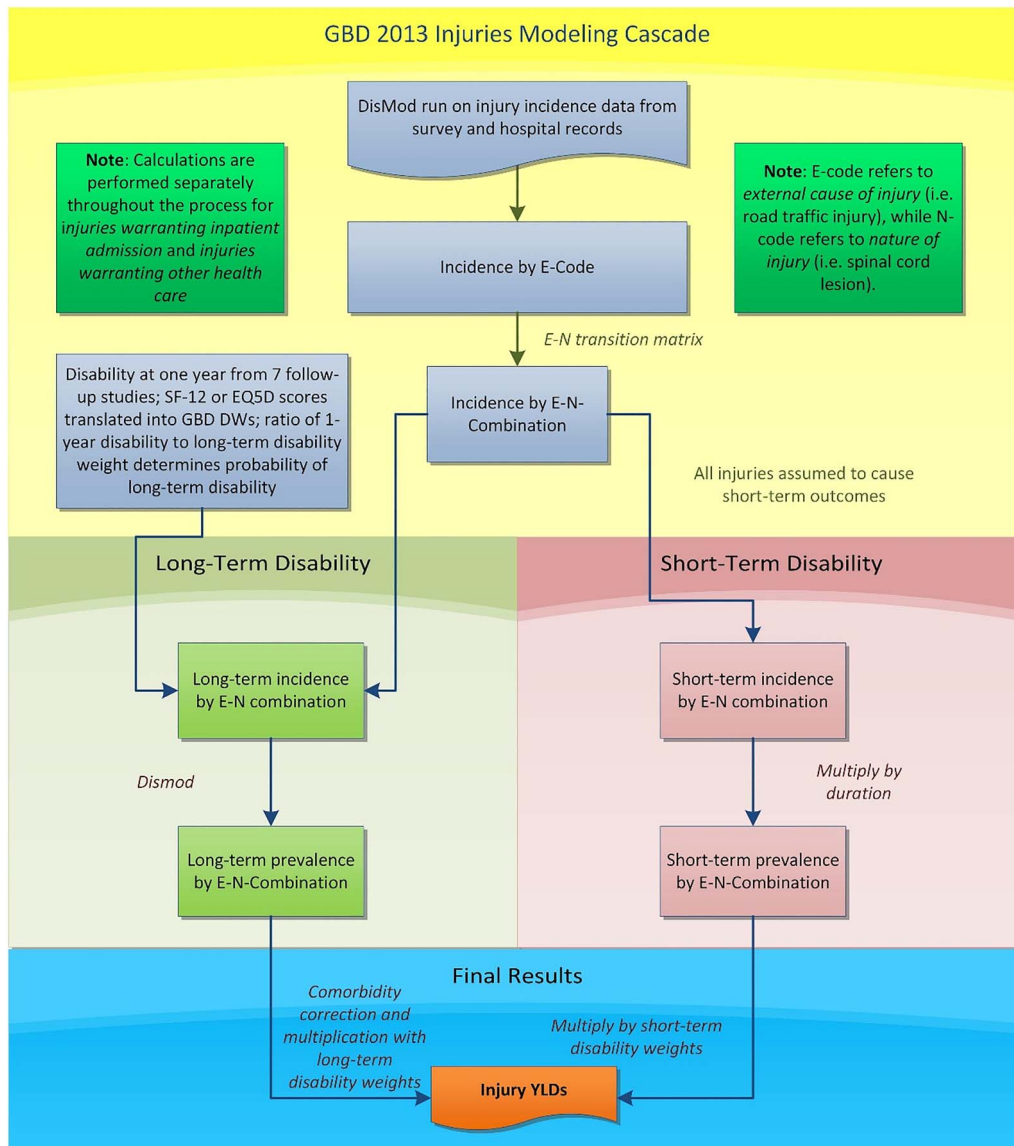 GBD 2013 Injuries Modeling Cascade
DisMod run on injury incidence data from
survey and hospital records
Note: Calculations are
performed separately
throughout the process for
injuries warranting inpatient
admission and injuries
warranting other health
care
Note: E-code refers to
external cause of injury (i.e.
road traffic injury), while N-
code refers to nature of
injury (i.e. spinal cord
lesion).
Incidence by E-Code
E-N transition matrix
Disability at one year from 7 follow-
up studies; SF-12 or EQ5D scores
translated into GBD DWs; ratio of 1-
year disability to long-term disability
weight determines probability of
long-term disability
Incidence by E-N-
Combination
All injuries assumed to cause
short-term outcomes
Long-Term Disability
Short-Term Disability
Long-term incidence
by E-N combination
Short-term incidence
by E-N combination
Dismod
Multiply by
duration
Long-term prevalence
by E-N-Combination
Short-term prevalence
by E-N-Combination
Final Results
Comorbidity
correction and
multiplication with
long-term
disability weights
Multiply by short-term
disability weights
Injury YLDs